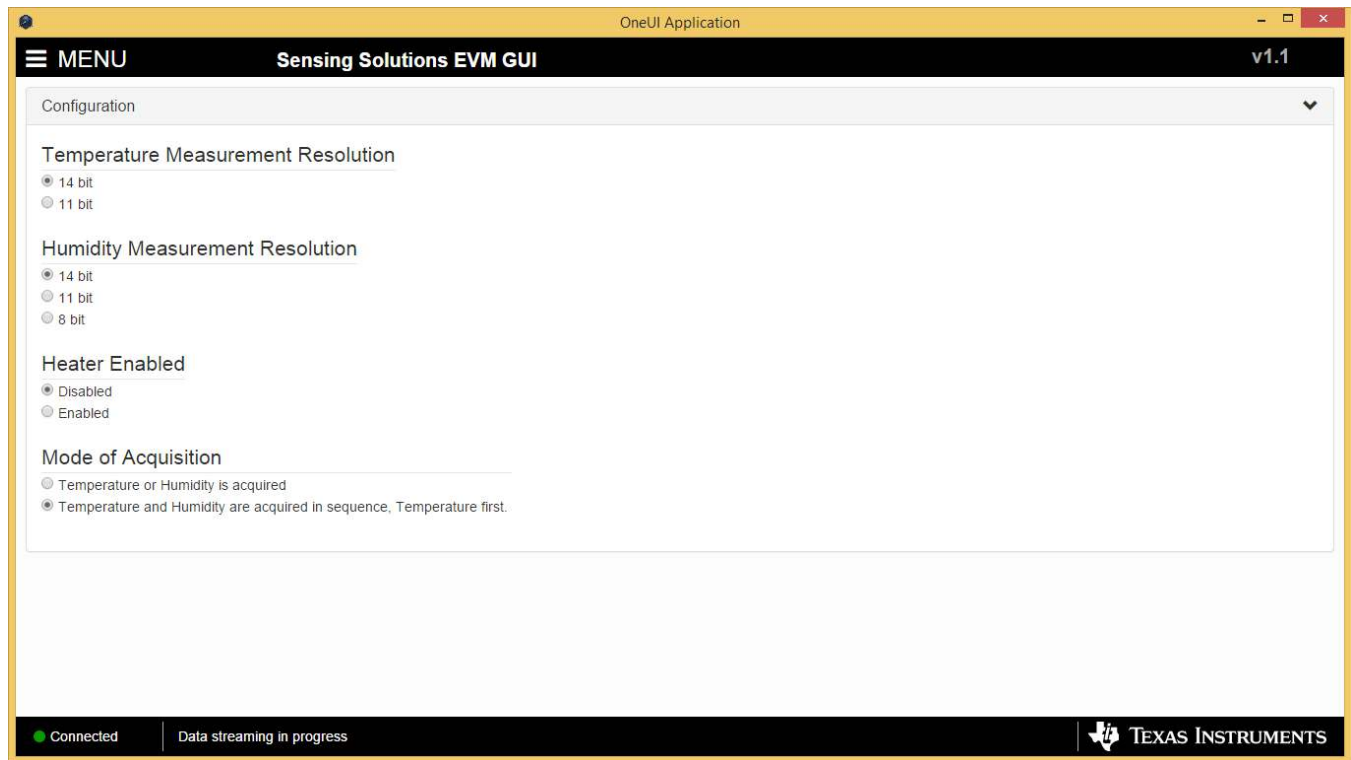 OneUI Application
MENU
Sensing Solutions EVM GUI
v1.1
Configuration
Temperature Measurement Resolution
14 bit
11 bit
Humidity Measurement Resolution
14 bit
11 bit
8 bit
Heater Enabled
Disabled
Enabled
Mode of Acquisition
Temperature or Humidity is acquired
Temperature and Humidity are acquired in sequence, Temperature first.
Connected
Data streaming in progress
TEXAS INSTRUMENTS